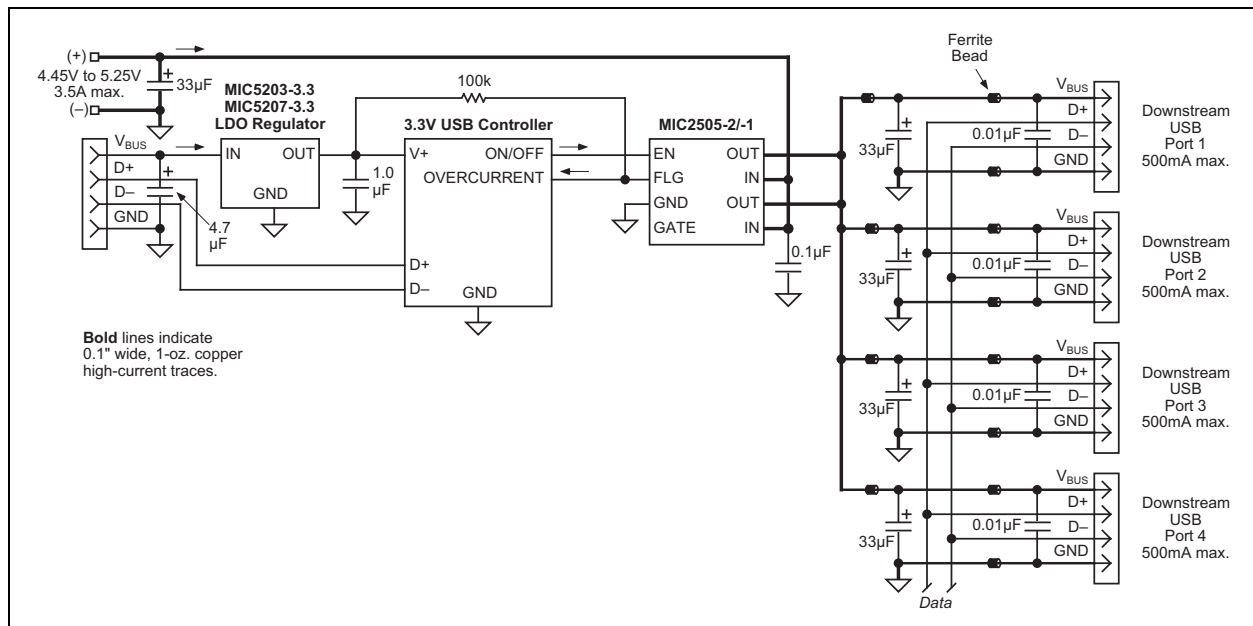 (+)
4.45V to 5.25V
3.5A max.
(–)
33µF
+
MIC5203-3.3
MIC5207-3.3
LDO Regulator
IN
OUT
GND
VBUS
D+
D–
GND
+
4.7
µF
1.0
µF
100k
3.3V USB Controller
V+
ON/OFF
OVERCURRENT
D+
D–
GND
MIC2505-2/-1
EN
OUT
FLG
IN
GND
OUT
GATE
IN
0.1µF
Bold lines indicate
0.1" wide, 1-oz. copper
high-current traces.
Ferrite
Bead
+
33µF
0.01µF
VBUS
D+
D–
GND
Downstream
USB
Port 1
500mA max.
+
33µF
0.01µF
VBUS
D+
D–
GND
Downstream
USB
Port 2
500mA max.
+
33µF
0.01µF
VBUS
D+
D–
GND
Downstream
USB
Port 3
500mA max.
+
33µF
0.01µF
VBUS
D+
D–
GND
Downstream
USB
Port 4
500mA max.
Data